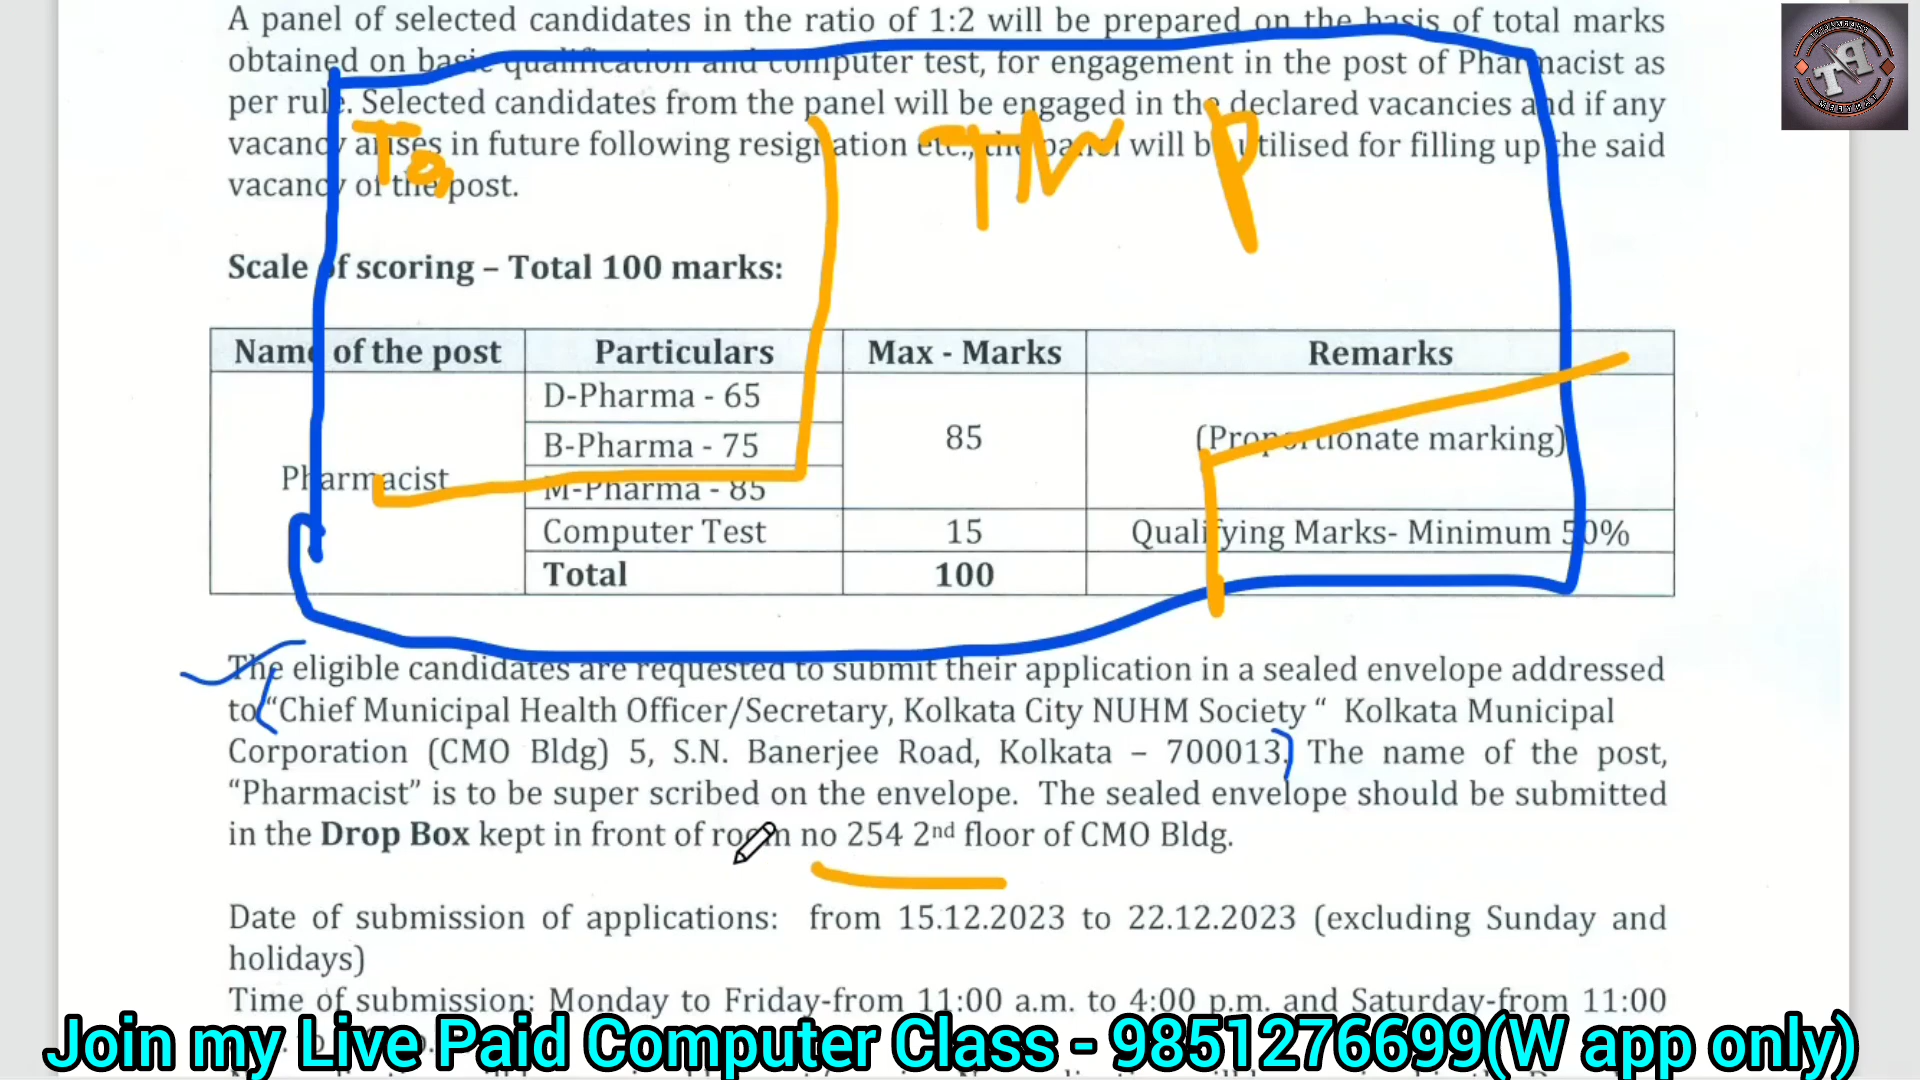 A panel of selected candidates in the ratio of 1:2 will be prepared on the basis of total marks
obtained on basic qualification and computer test, for engagement in the post of Pharmacist as
per rule. Selected candidates from the panel will be engaged in the declared vacancies and if any
vacancy arises in future following resignation etc., the panel will be utilised for filling up the said
vacancy of the post.
To,
P
Scale of scoring – Total 100 marks:
Name of the post Particulars Max - Marks Remarks
Pharmacist
D-Pharma - 65
B-Pharma - 75
M-Pharma - 85
85
(Proportionate marking)
Computer Test 15 Qualifying Marks- Minimum 50%
Total 100
The eligible candidates are requested to submit their application in a sealed envelope addressed
to “Chief Municipal Health Officer/Secretary, Kolkata City NUHM Society “ Kolkata Municipal
Corporation (CMO Bldg) 5, S.N. Banerjee Road, Kolkata – 700013. The name of the post,
“Pharmacist” is to be super scribed on the envelope. The sealed envelope should be submitted
in the Drop Box kept in front of room no 254 2nd floor of CMO Bldg.
Date of submission of applications: from 15.12.2023 to 22.12.2023 (excluding Sunday and
holidays)
Time of submission: Monday to Friday-from 11:00 a.m. to 4:00 p.m. and Saturday-from 11:00
Join my Live Paid Computer Class - 9851276699(W app only)